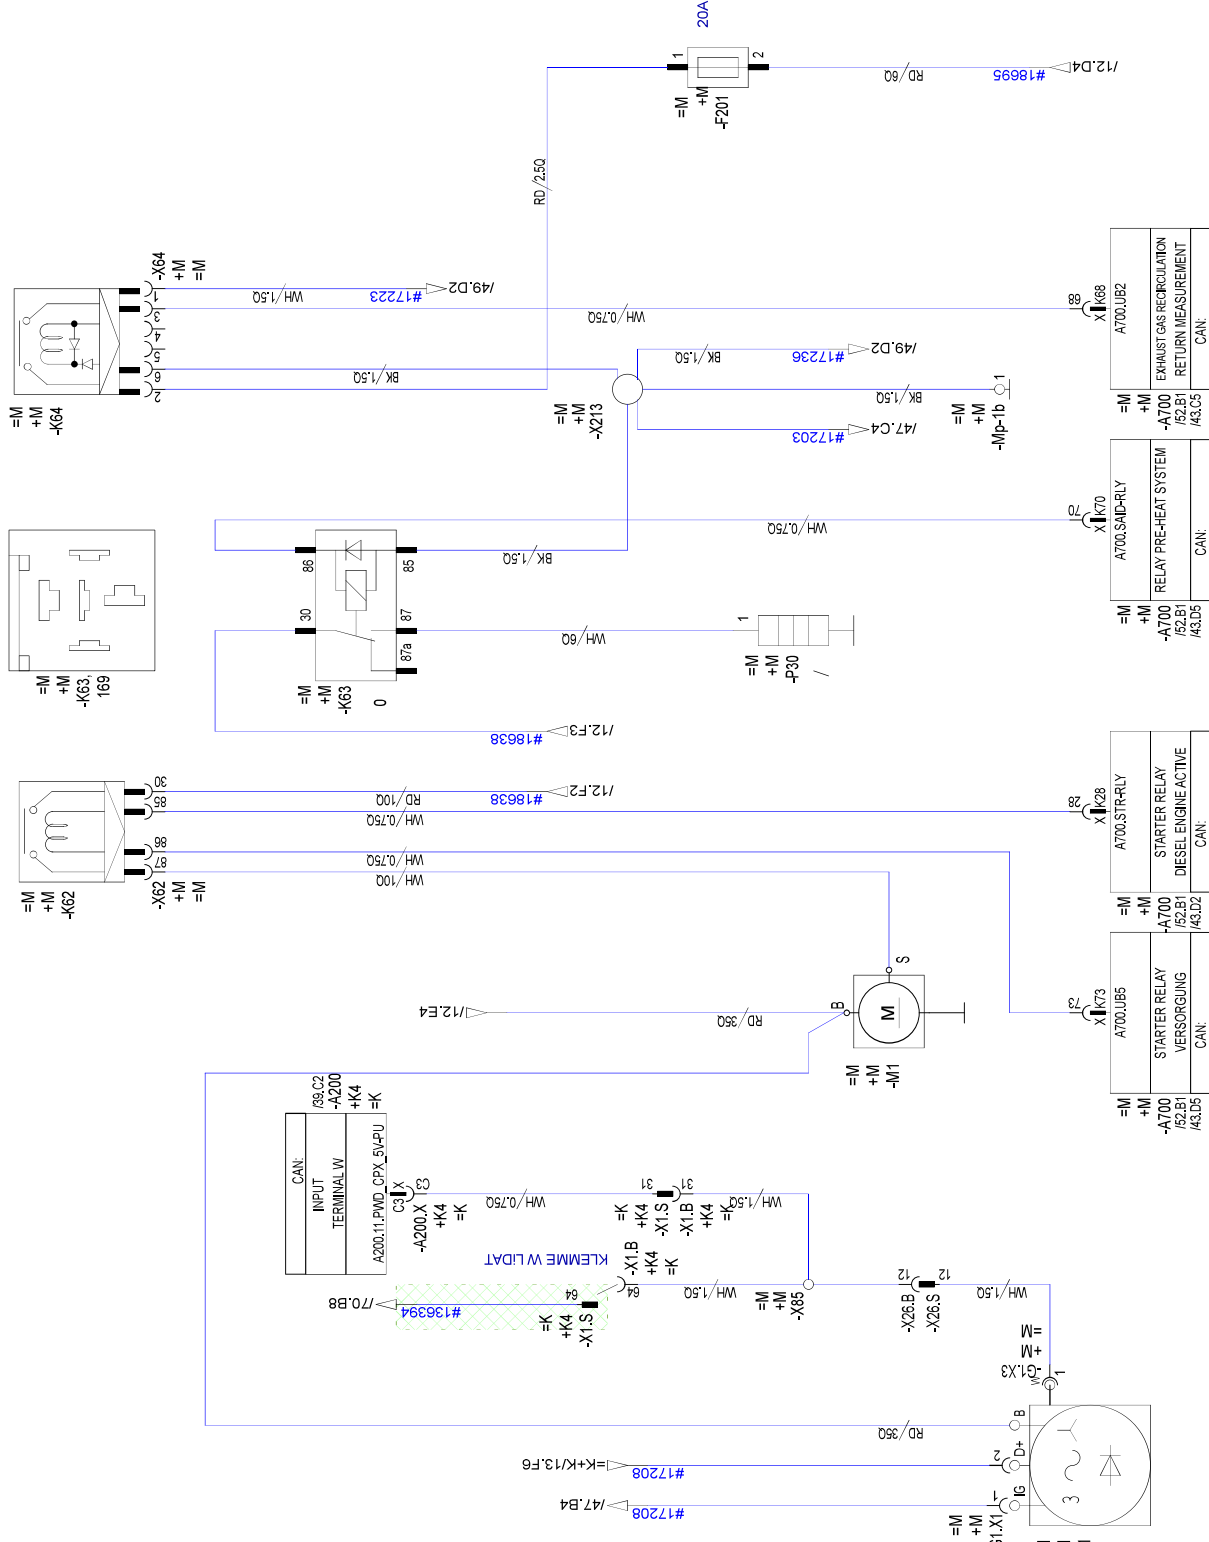 20A
1
2
=M
+M
-F201
RD/6Q
#18695
/12.D4
RD/2.5Q
=M
+M
-K64
-X64
+M
=M
1
3
4
5
6
2
WH/1.5Q
#17223
/49.D2
WH/0.75Q
BK/1.5Q
=M
+M
-X213
BK/1.5Q
#17236
/49.D2
BK/1.5Q
#17203
/47.C4
=M
+M
-Mp-1b
1
68
X
K68
A700.UB2
EXHAUST GAS RECIRCULATION
RETURN MEASUREMENT
CAN:
=M
+M
-A700
/52.B1
/43.C5
=M
+M
-K63,
169
86
85
30
87
87a
=M
+M
-K63
0
BK/1.5Q
WH/0.75Q
WH/6Q
1
=M
+M
-P30
/
#18638
/12.F3
70
X
K70
A700.SAID-RLY
RELAY PRE-HEAT SYSTEM
CAN:
=M
+M
-A700
/52.B1
/43.D5
=M
+M
-K62
30
85
86
87
-X62
+M
=M
RD/10Q
#18638
/12.F2
WH/0.75Q
WH/0.75Q
WH/10Q
28
X
K28
A700.STR-RLY
STARTER RELAY
DIESEL ENGINE ACTIVE
CAN:
=M
+M
-A700
/52.B1
/43.D2
/12.E4
RD/35Q
B
S
M
=M
+M
-M1
73
X
K73
A700.UB5
STARTER RELAY
VERSORGUNG
CAN:
=M
+M
-A700
/52.B1
/43.D5
CAN:
INPUT
TERMINAL W
A200.11.PWD_CPX_5V-PU
/39.C2
-A200
+K4
=K
C3
X
C3
-A200.X
+K4
=K
WH/0.75Q
31
31
=K
+K4
-X1.S
-X1.B
+K4
=K
WH/1.5Q
KLEMME W LiDAT
/70.B8
#136394
64
=K
+K4
-X1.S
64
-X1.B
+K4
=K
WH/1.5Q
=M
+M
-X85
12
12
-X26.B
-X26.S
WH/1.5Q
=M
+M
-G1.X3
W
1
RD/35Q
B
=K+K/13.F6
#17208
2
D+
/47.B4
#17208
1
IG
=M
+M
G1.X1
3